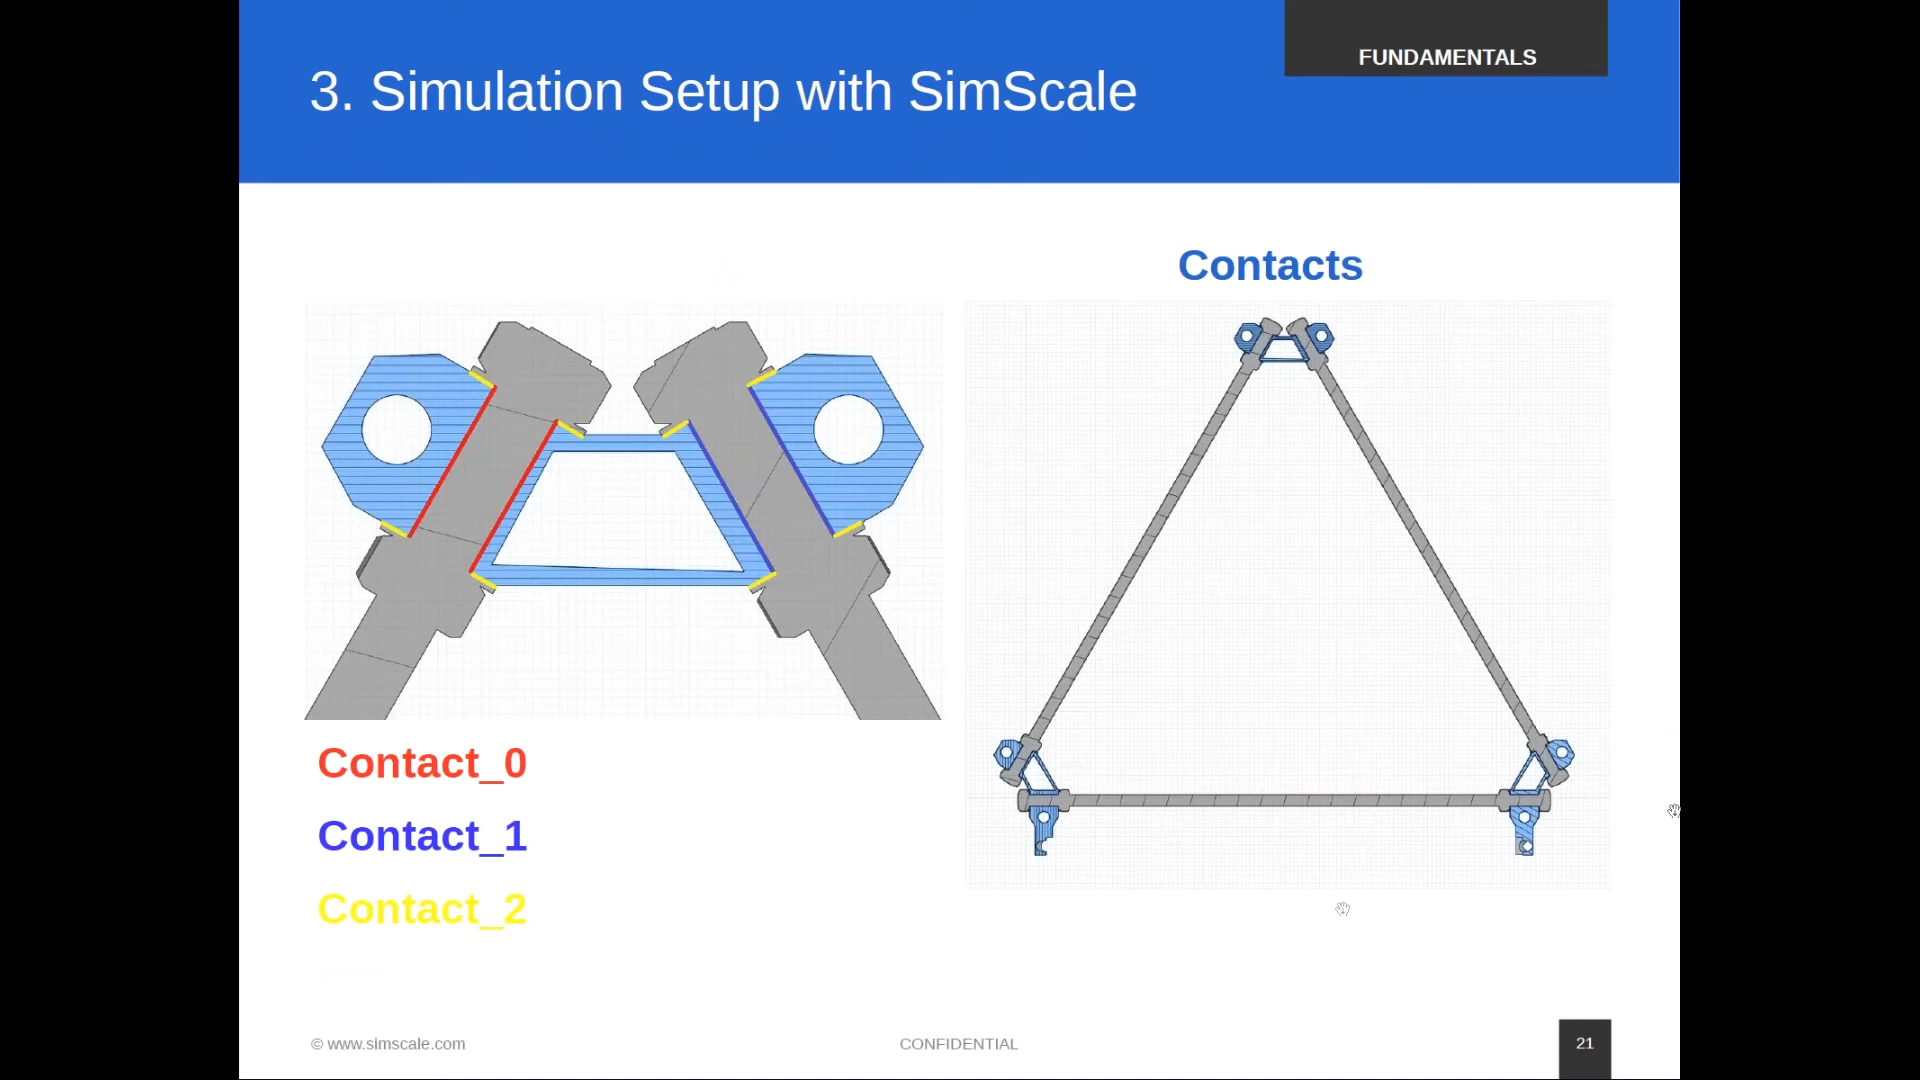 FUNDAMENTALS
3. Simulation Setup with SimScale
Contacts
Contact_0
Contact_1
Contact_2
© www.simscale.com
CONFIDENTIAL
21